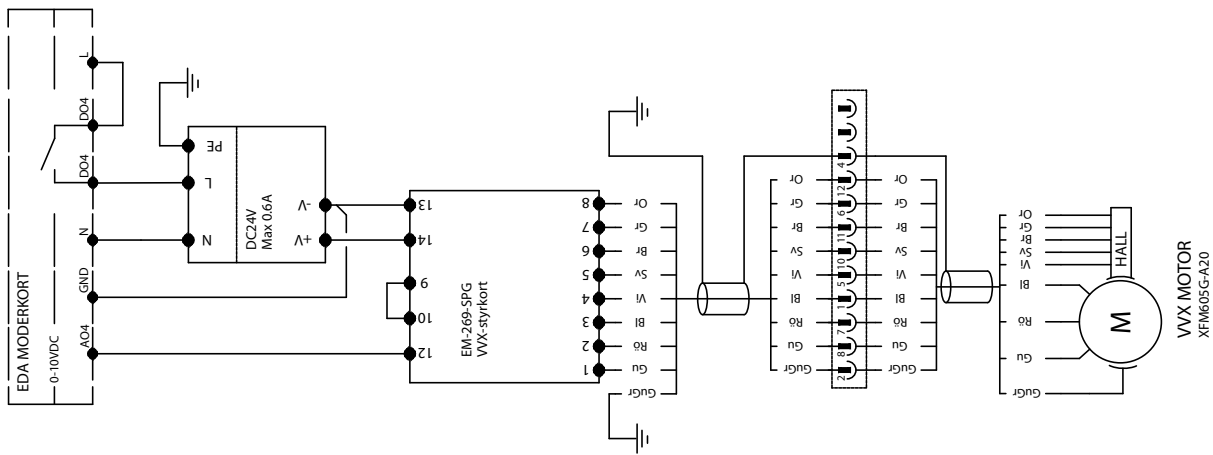 EDA MODERKORT
0-10VDC
L
DO4
DO4
N
GND
AO4
PE
L
N
DC24V
Max 0.6A
V-
V+
13
14
9
10
12
EM-269-SPG
VVX-styrkort
8
7
6
5
4
3
2
1
Or
Gr
Br
Sv
Vi
Bl
Rö
Gu
GuGr
Or
Gr
Br
Sv
Vi
Bl
Rö
Gu
GuGr
4
12
6
11
10
5
1
7
8
2
Or
Gr
Br
Sv
Vi
Bl
Rö
Gu
GuGr
Or
Gr
Br
Sv
Vi
Bl
Rö
Gu
GuGr
HALL
M
VVX MOTOR
XFM605G-A20